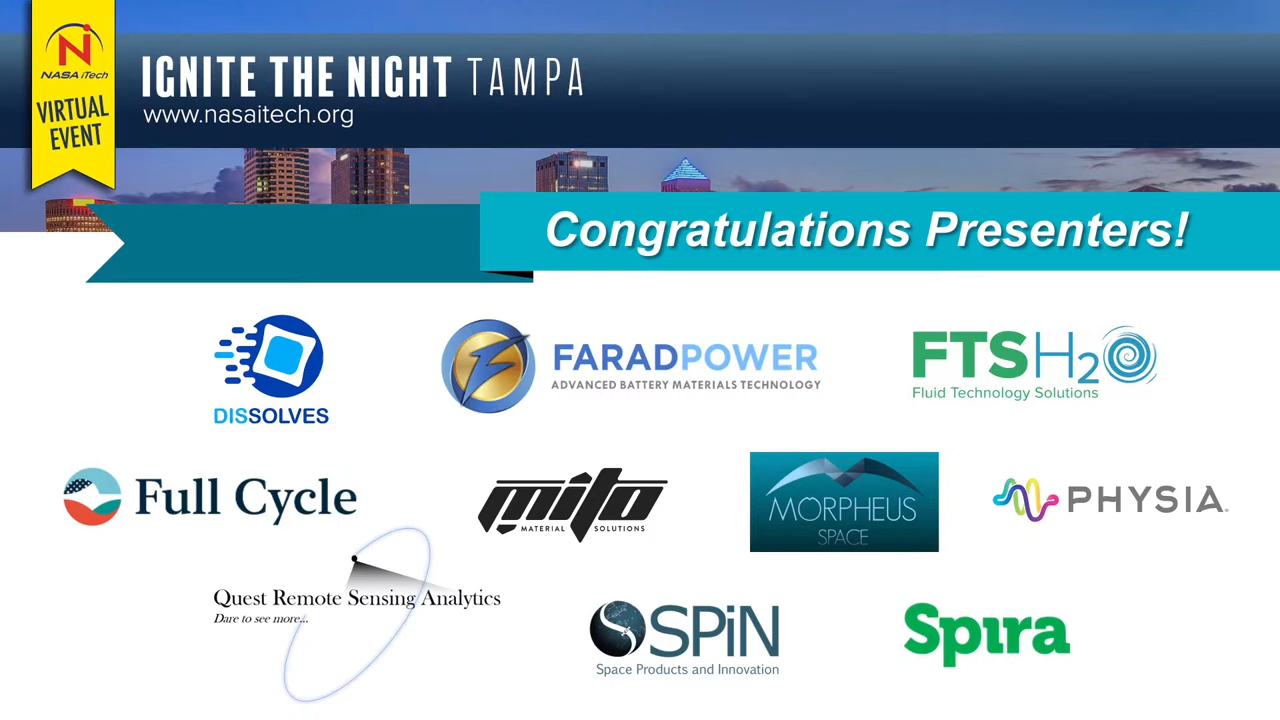 NASA iTech
VIRTUAL
EVENT
IGNITE THE NIGHT TAMPA
www.nasaitech.org
Congratulations Presenters!
DISSOLVES
FARADPOWER
ADVANCED BATTERY MATERIALS TECHNOLOGY
FTSH₂O
Fluid Technology Solutions
Full Cycle
mito
MATERIAL SOLUTIONS
MORPHEUS
SPACE
PHYSIA
Quest Remote Sensing Analytics
Dare to see more...
SPiN
Space Products and Innovation
Spira